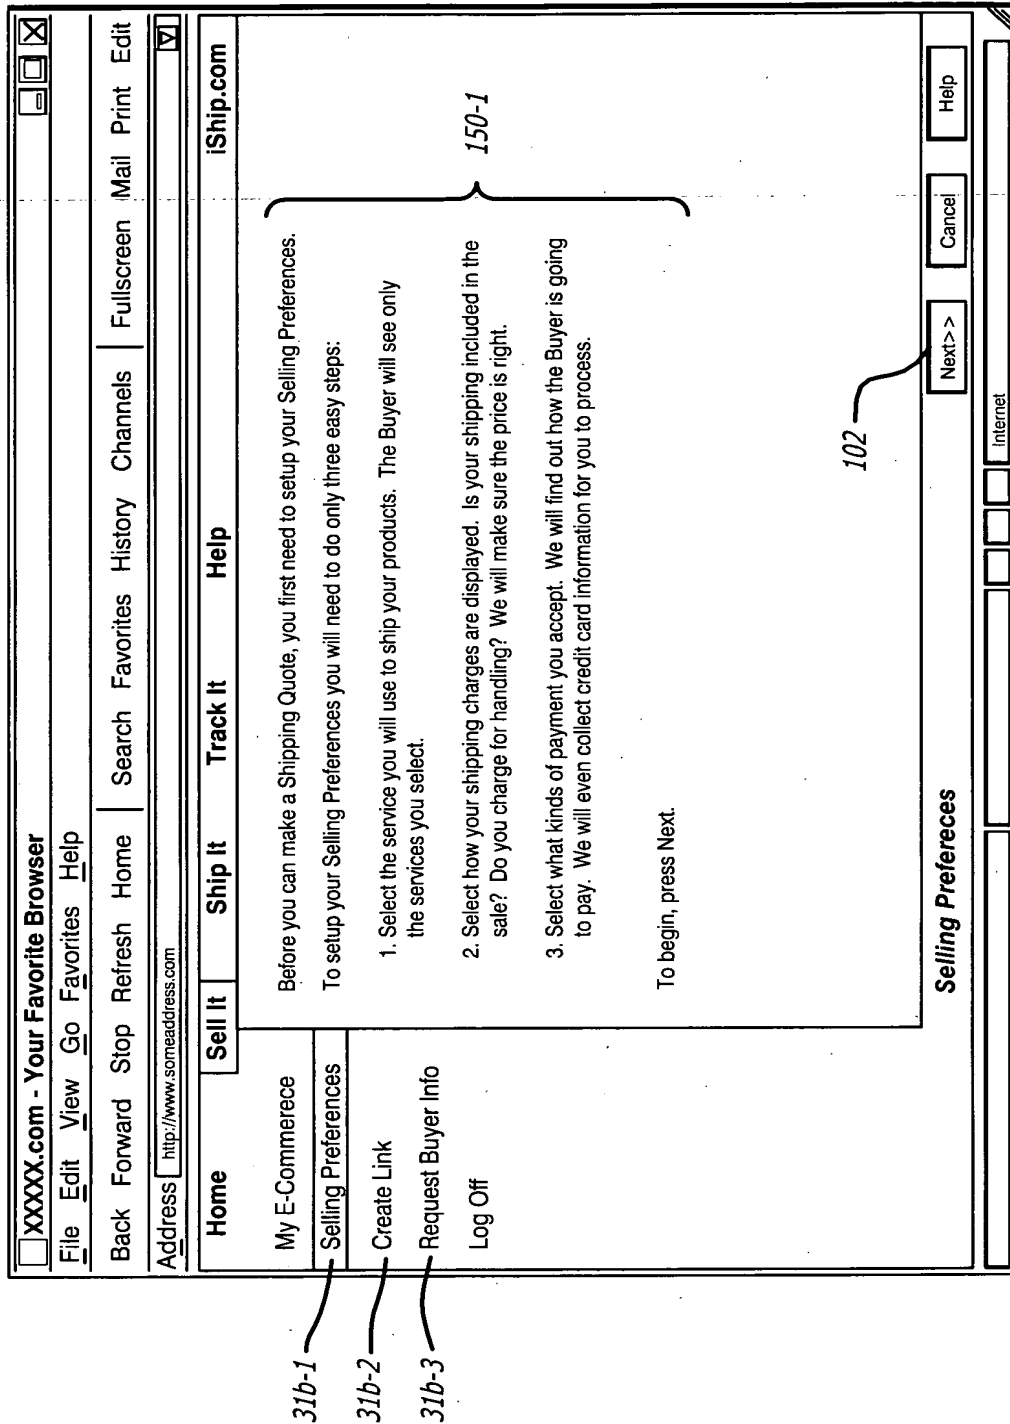 XXXXX.com - Your Favorite Browser
File Edit View Go Favorites Help
Back Forward Stop Refresh Home Search Favorites History Channels Fullscreen Mail Print Edit
Address http://www.someaddress.com
Home Sell It Ship It Track It Help iShip.com
My E-Commerece
Selling Preferences
Create Link
Request Buyer Info
Log Off
31b-1
31b-2
31b-3
Before you can make a Shipping Quote, you first need to setup your Selling Preferences.
To setup your Selling Preferences you will need to do only three easy steps:
1. Select the service you will use to ship your products. The Buyer will see only
the services you select.
2. Select how your shipping charges are displayed. Is your shipping included in the
sale? Do you charge for handling? We will make sure the price is right.
3. Select what kinds of payment you accept. We will find out how the Buyer is going
to pay. We will even collect credit card information for you to process.
To begin, press Next.
150-1
102
Selling Prefereces
Next>> Cancel Help
Internet